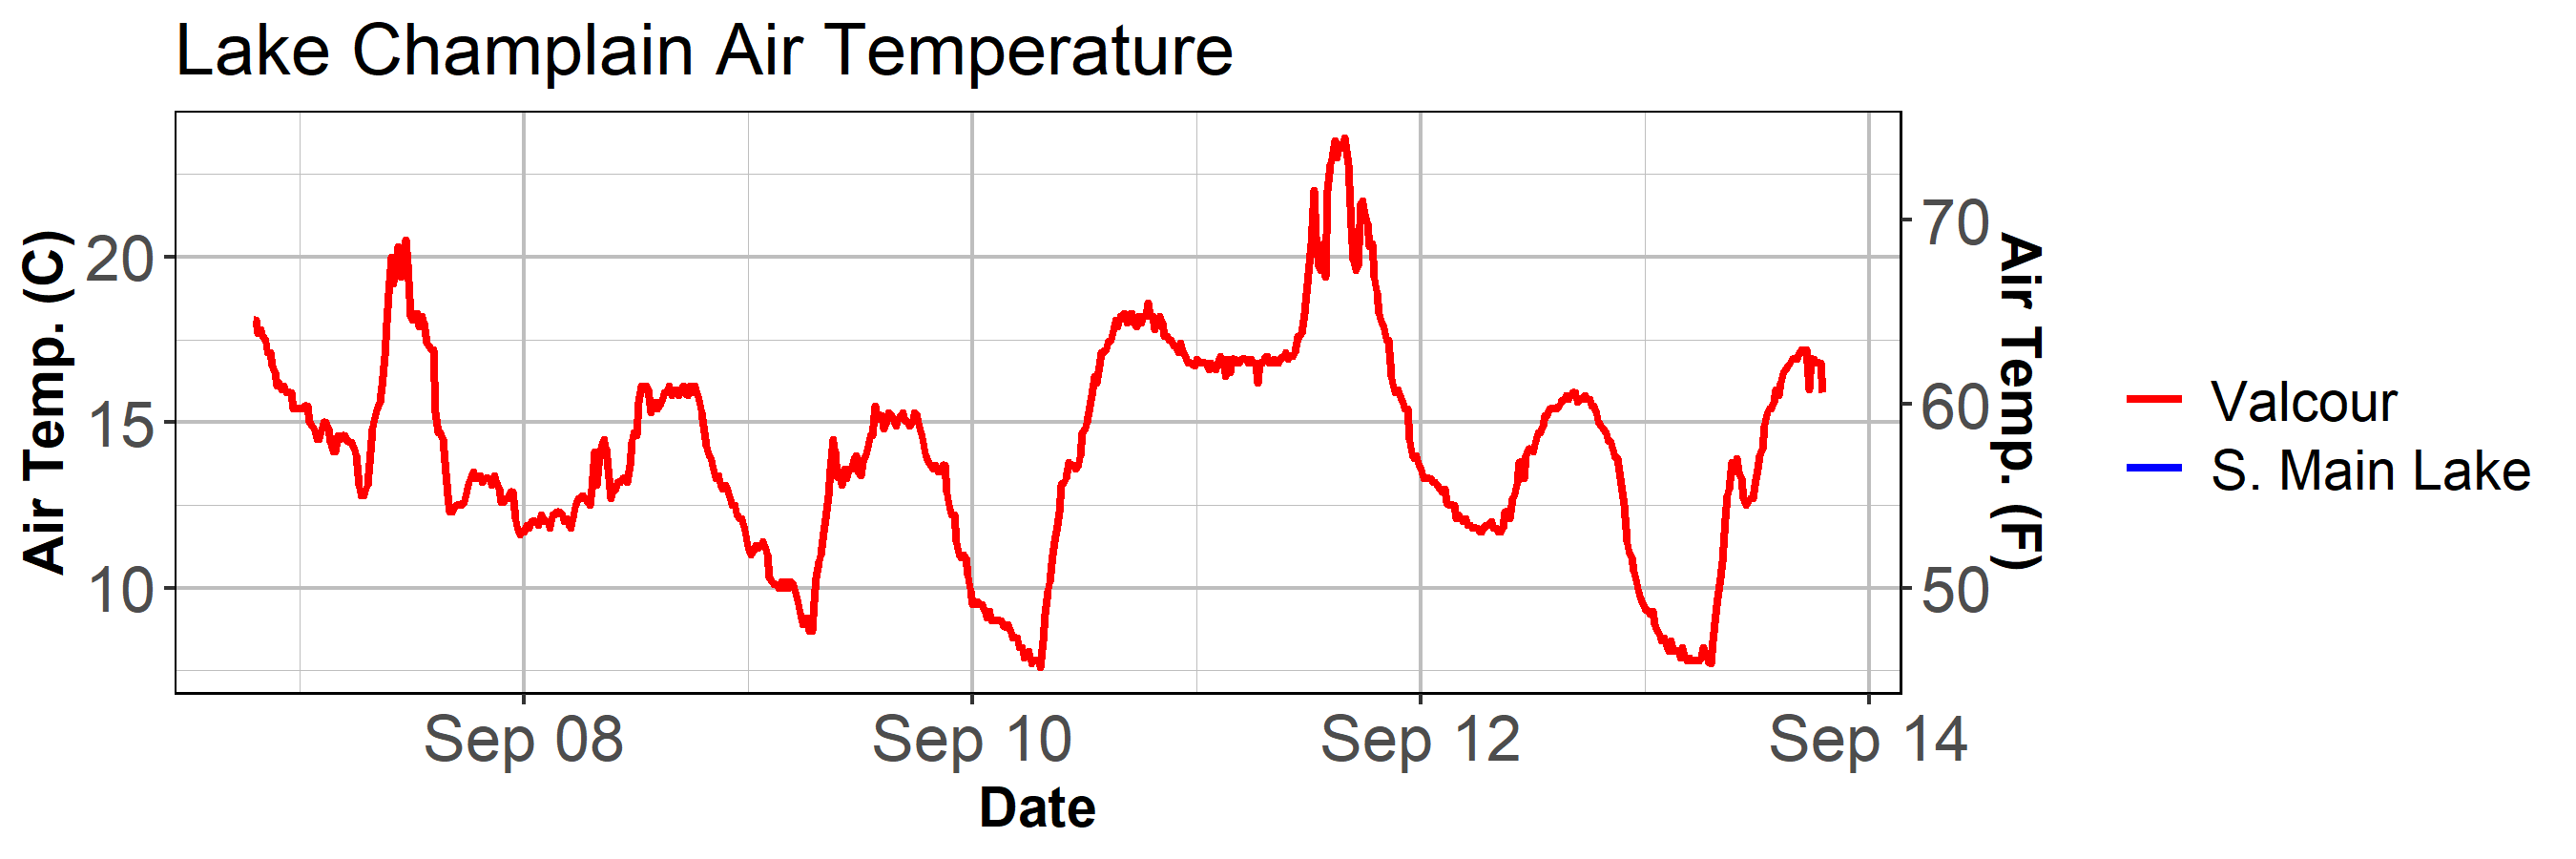 Lake Champlain Air Temperature
Air Temp. (C)
20
15
10
70
60
50
Air Temp. (F)
Sep 08
Sep 10
Sep 12
Sep 14
Date
Valcour
S. Main Lake